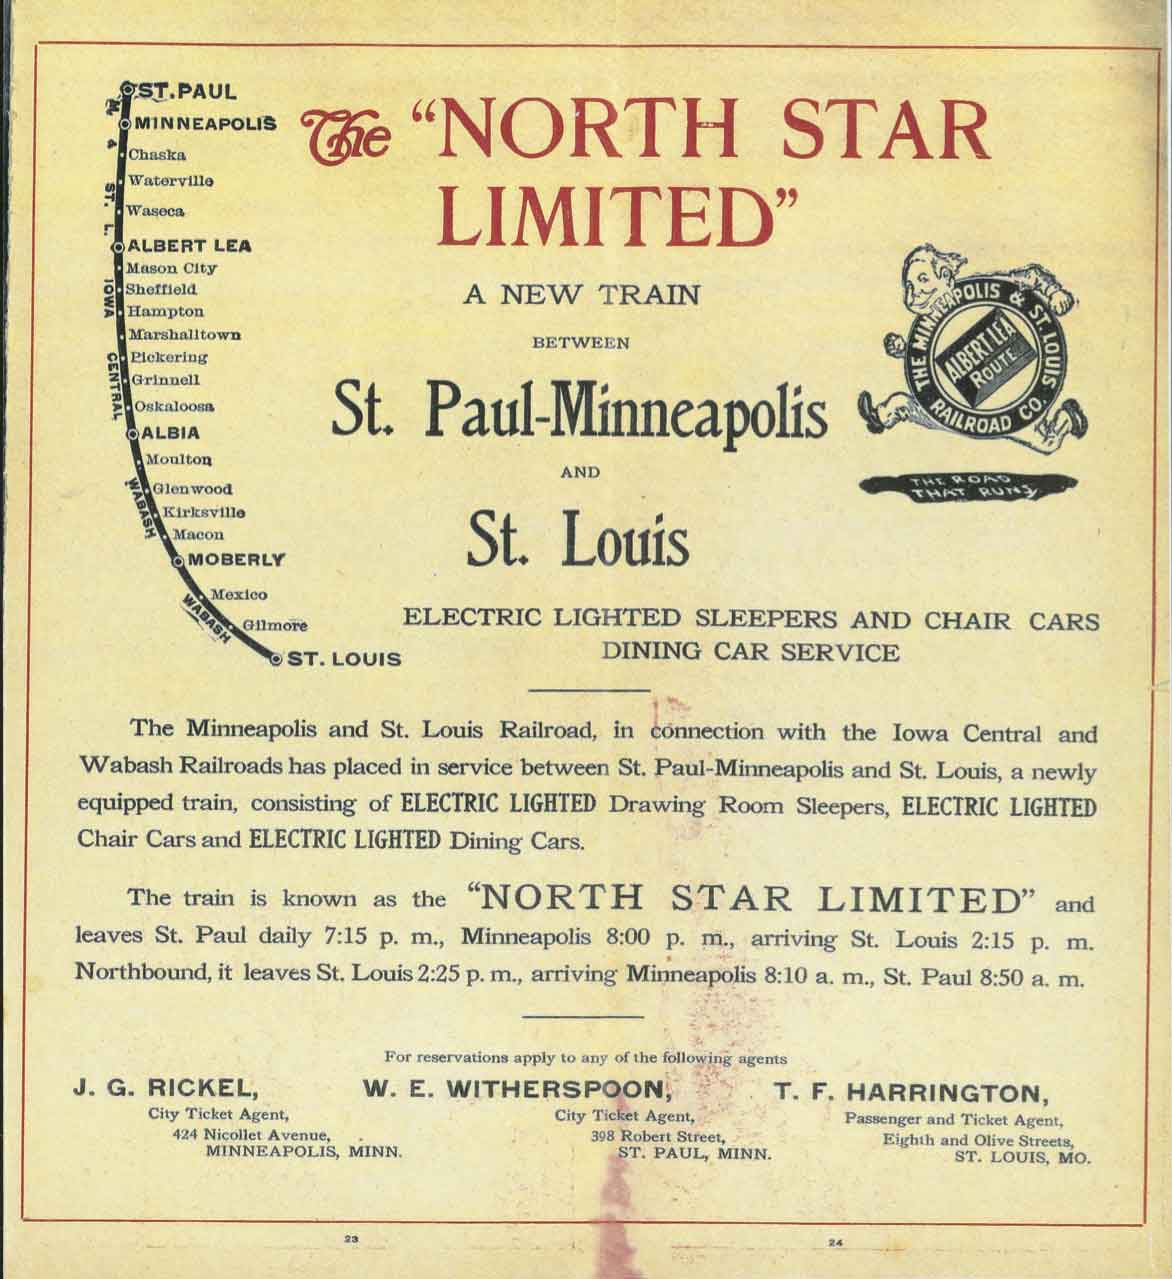 ST. PAUL
MINNEAPOLIS
Chaska
Waterville
Waseca
ALBERT LEA
Mason City
Sheffield
Hampton
Marshalltown
Pickering
Grinnell
Oskaloosa
ALBIA
Moulton
Glenwood
Kirksville
Macon
MOBERLY
Mexico
Gilmore
ST. LOUIS
M. & ST. L.
IOWA CENTRAL
WABASH
WABASH
The "NORTH STAR
LIMITED"
A NEW TRAIN
BETWEEN
St. Paul-Minneapolis
AND
St. Louis
THE MINNEAPOLIS & ST. LOUIS
RAILROAD CO.
ALBERT LEA
ROUTE
THE ROAD
THAT RUNS
ELECTRIC LIGHTED SLEEPERS AND CHAIR CARS
DINING CAR SERVICE
The Minneapolis and St. Louis Railroad, in connection with the Iowa Central and
Wabash Railroads has placed in service between St. Paul-Minneapolis and St. Louis, a newly
equipped train, consisting of ELECTRIC LIGHTED Drawing Room Sleepers, ELECTRIC LIGHTED
Chair Cars and ELECTRIC LIGHTED Dining Cars.
The train is known as the "NORTH STAR LIMITED" and
leaves St. Paul daily 7:15 p. m., Minneapolis 8:00 p. m., arriving St. Louis 2:15 p. m.
Northbound, it leaves St. Louis 2:25 p. m., arriving Minneapolis 8:10 a. m., St. Paul 8:50 a. m.
For reservations apply to any of the following agents
J. G. RICKEL,
City Ticket Agent,
424 Nicollet Avenue,
MINNEAPOLIS, MINN.
W. E. WITHERSPOON,
City Ticket Agent,
398 Robert Street,
ST. PAUL, MINN.
T. F. HARRINGTON,
Passenger and Ticket Agent,
Eighth and Olive Streets,
ST. LOUIS, MO.
23
24